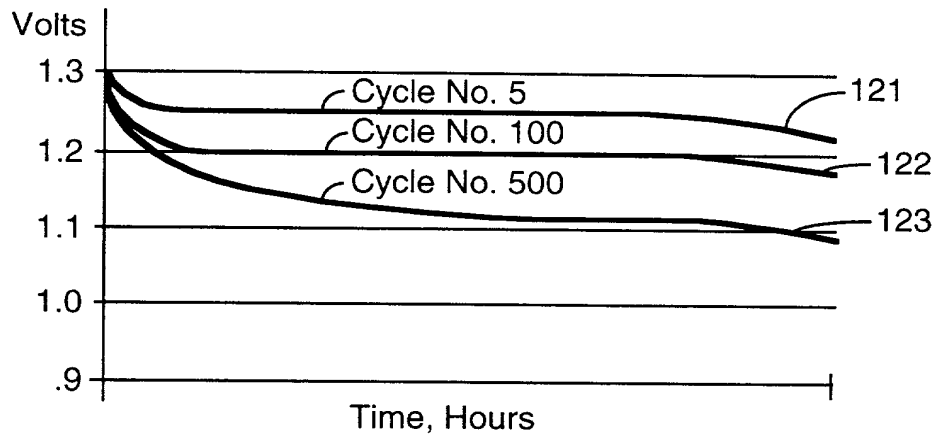 Volts
1.3
Cycle No. 5
121
Cycle No. 100
1.2
122
Cycle No. 500
123
1.1
1.0
.9
Time, Hours